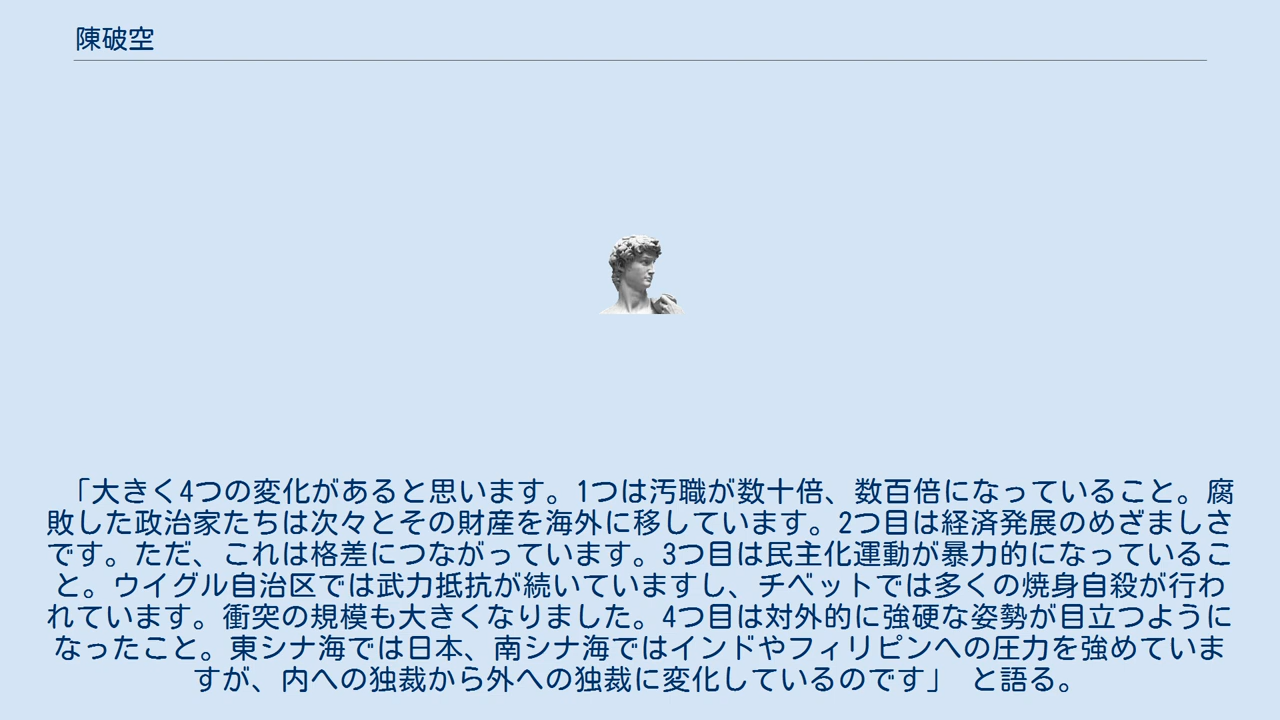 陳破空
「大きく4つの変化があると思います。1つは汚職が数十倍、数百倍になっていること。腐
敗した政治家たちは次々とその財産を海外に移しています。2つ目は経済発展のめざましさ
です。ただ、これは格差につながっています。3つ目は民主化運動が暴力的になっているこ
と。ウイグル自治区では武力抵抗が続いていますし、チベットでは多くの焼身自殺が行わ
れています。衝突の規模も大きくなりました。4つ目は対外的に強硬な姿勢が目立つように
なったこと。東シナ海では日本、南シナ海ではインドやフィリピンへの圧力を強めていま
すが、内への独裁から外への独裁に変化しているのです」 と語る。